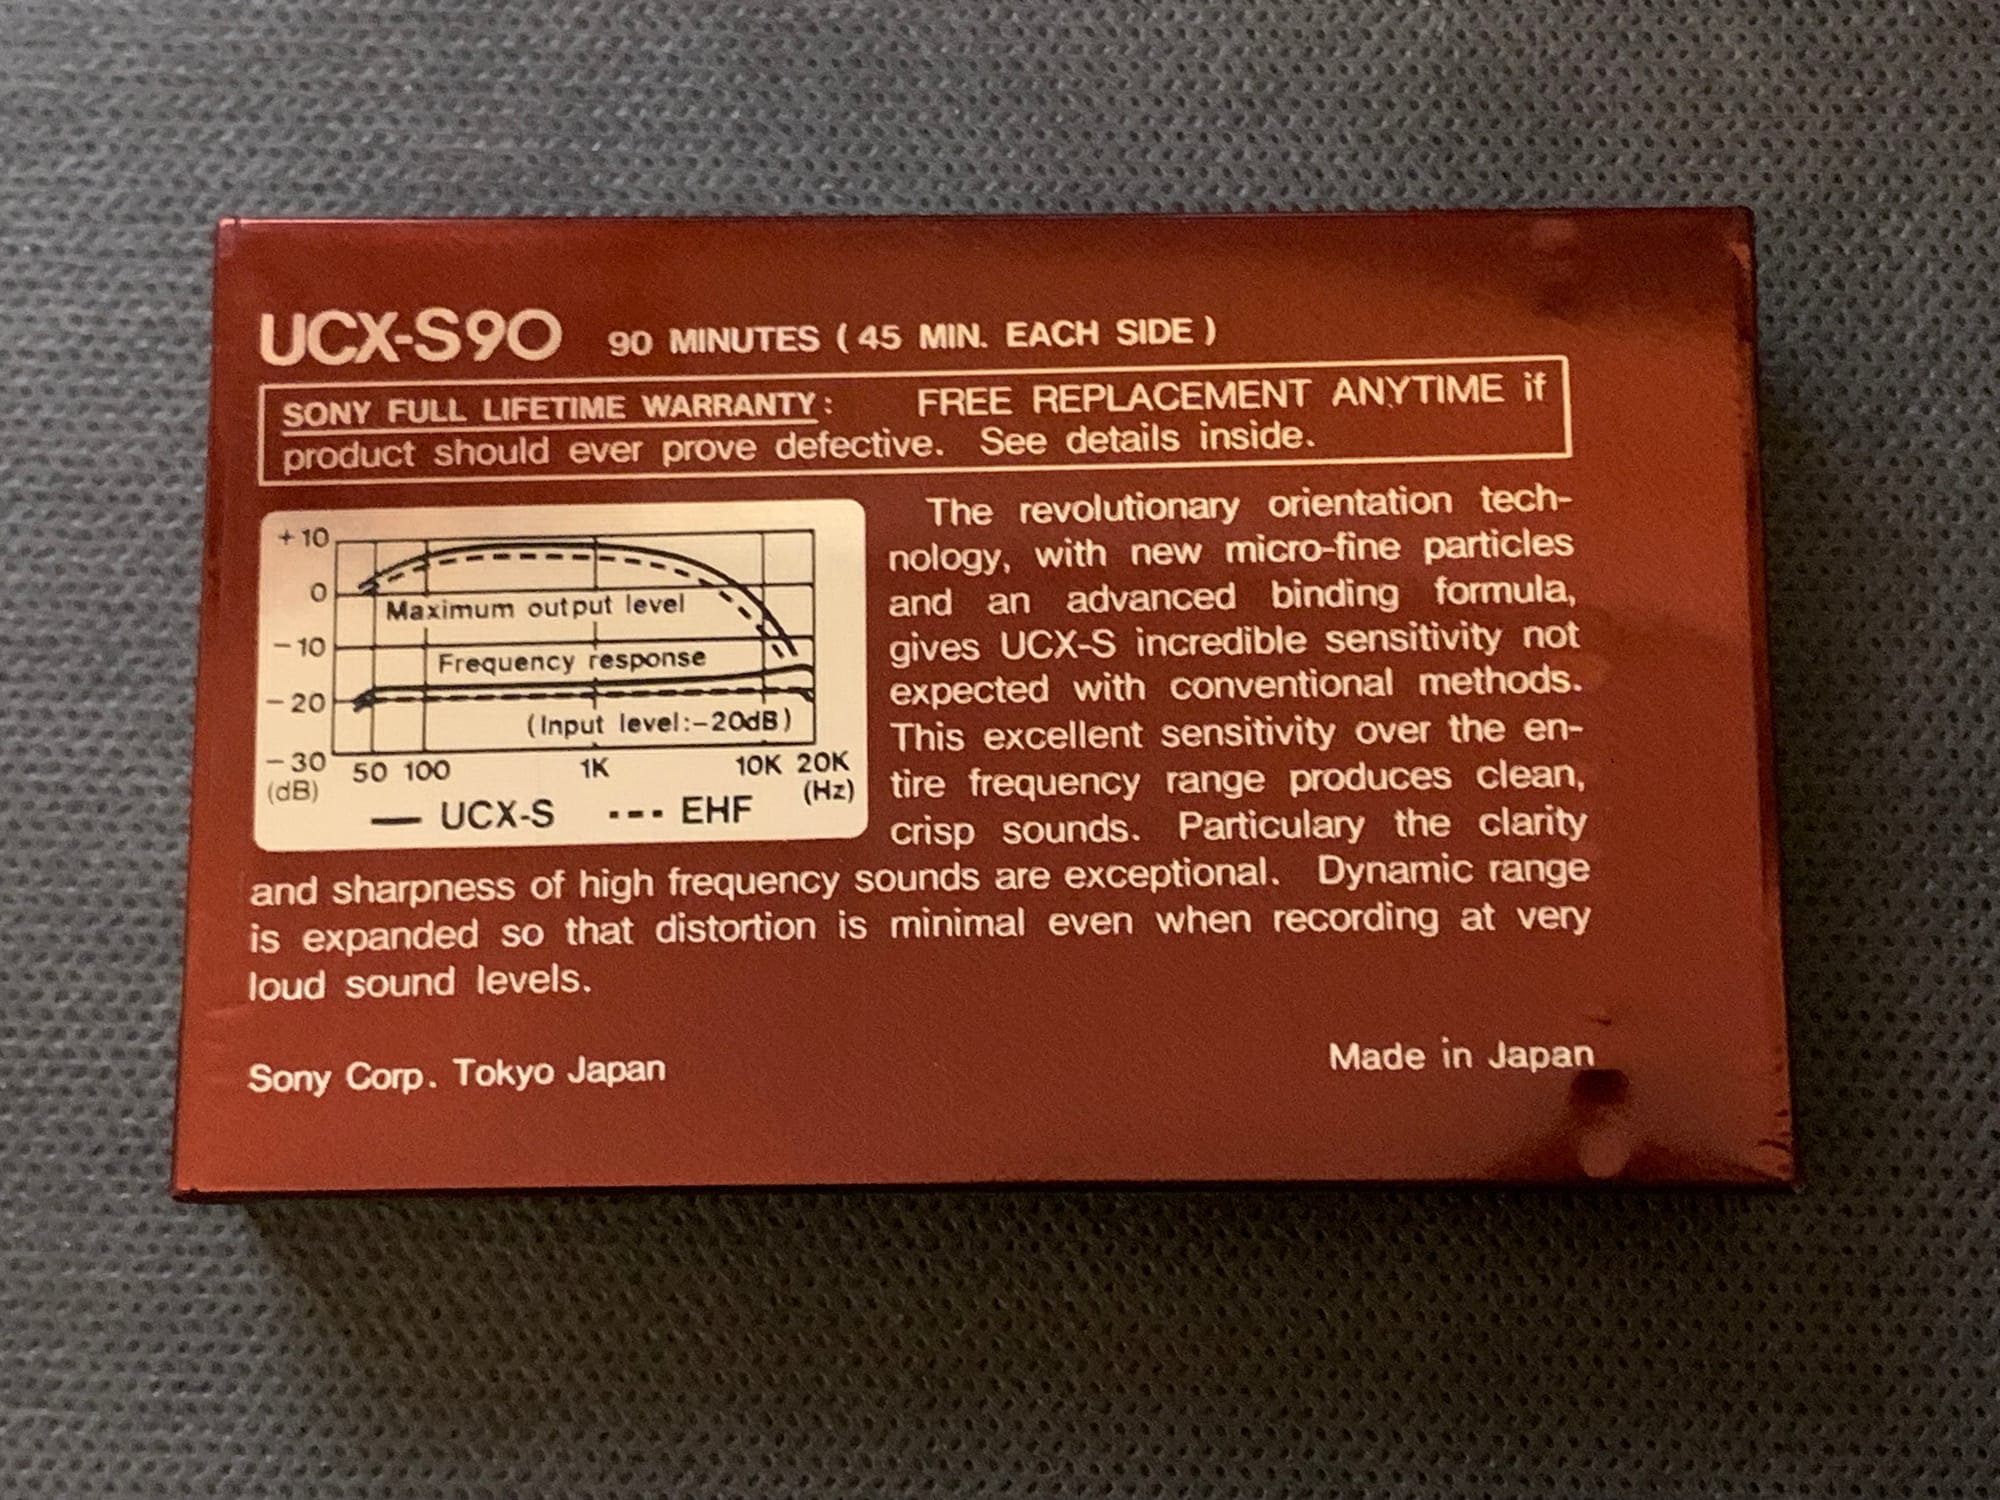 UCX-S90 90 MINUTES ( 45 MIN. EACH SIDE )
SONY FULL LIFETIME WARRANTY: FREE REPLACEMENT ANYTIME if
product should ever prove defective. See details inside.
+10
0
Maximum output level
-10
Frequency response
-20
(Input level:-20dB)
-30
50 100 1K 10K 20K
(dB) (Hz)
UCX-S EHF
The revolutionary orientation tech-
nology, with new micro-fine particles
and an advanced binding formula,
gives UCX-S incredible sensitivity not
expected with conventional methods.
This excellent sensitivity over the en-
tire frequency range produces clean,
crisp sounds. Particulary the clarity
and sharpness of high frequency sounds are exceptional. Dynamic range
is expanded so that distortion is minimal even when recording at very
loud sound levels.
Sony Corp. Tokyo Japan
Made in Japan